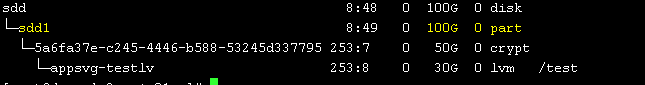 sdd 8:48 0 100G 0 disk
└─sdd1 8:49 0 100G 0 part
└─5a6fa37e-c245-4446-b588-53245d337795 253:7 0 50G 0 crypt
└─appsvg-testlv 253:8 0 30G 0 lvm /test